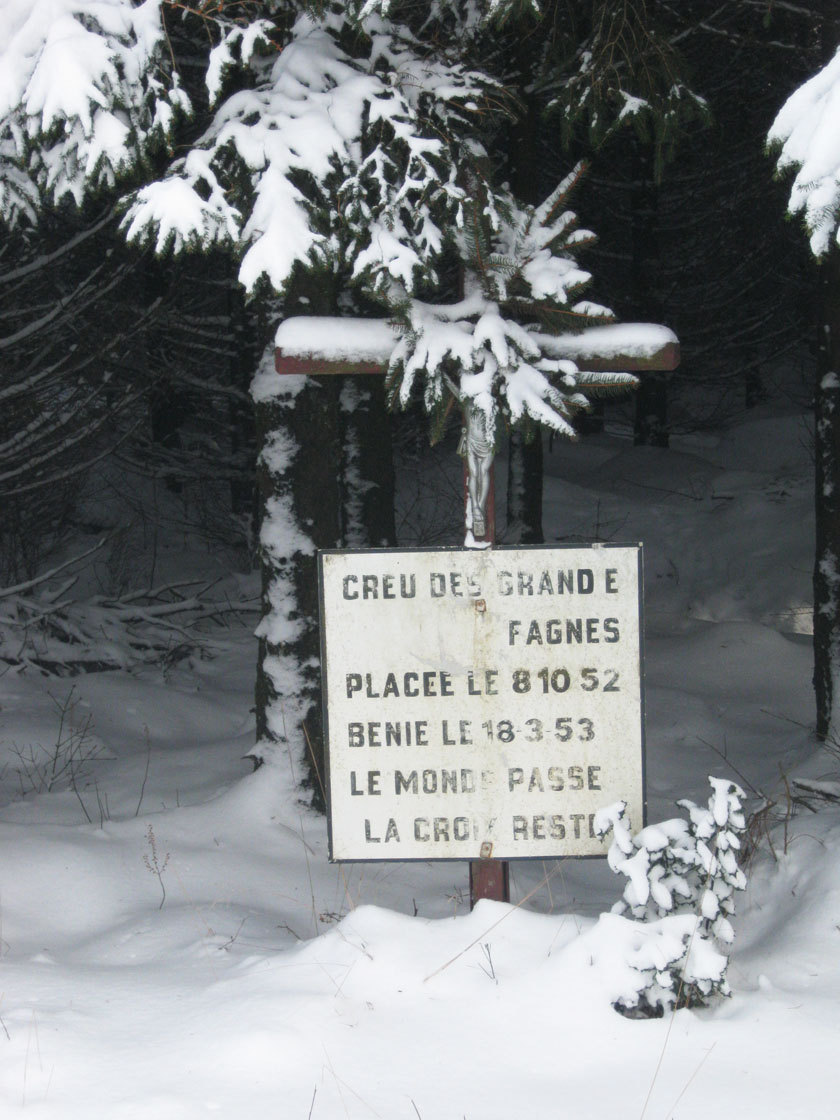 CREU DES GRANDE
FAGNES
PLACEE LE 8 10 52
BENIE LE 18-3-53
LE MONDE PASSE
LA CROIX RESTE